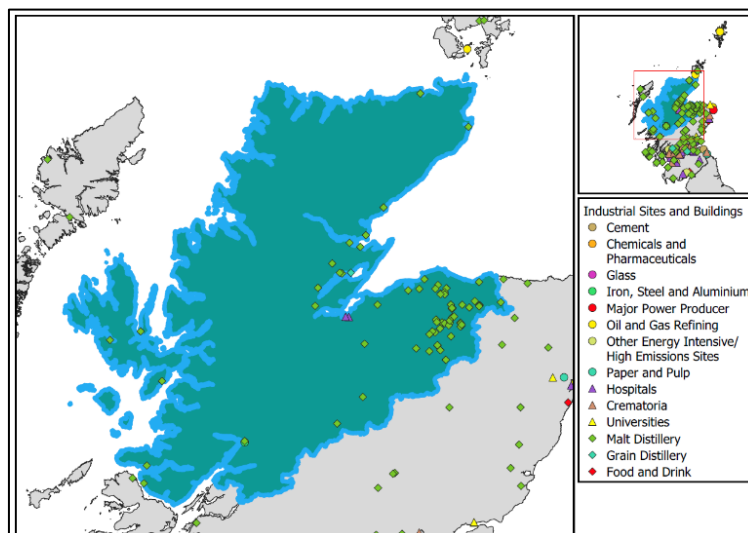 Industrial Sites and Buildings
Cement
Chemicals and
Pharmaceuticals
Glass
Iron, Steel and Aluminium
Major Power Producer
Oil and Gas Refining
Other Energy Intensive/
High Emissions Sites
Paper and Pulp
Hospitals
Crematoria
Universities
Malt Distillery
Grain Distillery
Food and Drink